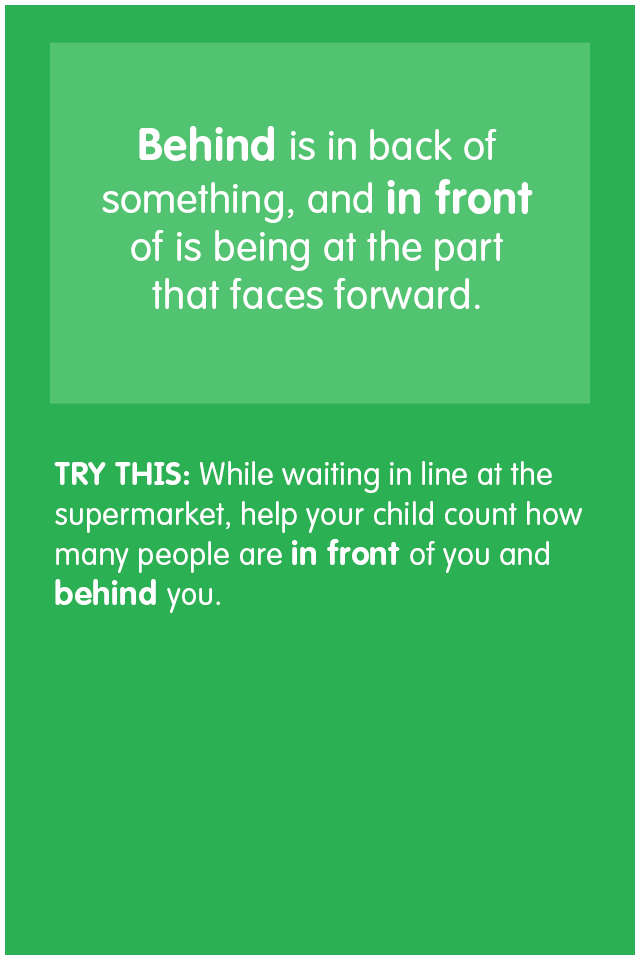 Behind is in back of
something, and in front
of is being at the part
that faces forward.
TRY THIS: While waiting in line at the
supermarket, help your child count how
many people are in front of you and
behind you.